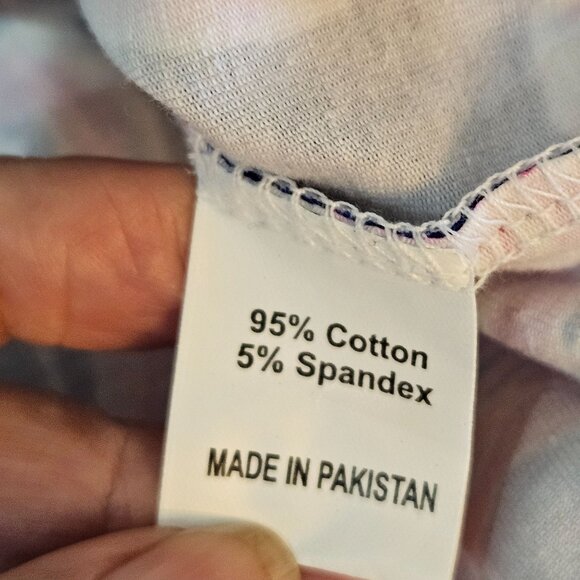 95% Cotton
5% Spandex
MADE IN PAKISTAN